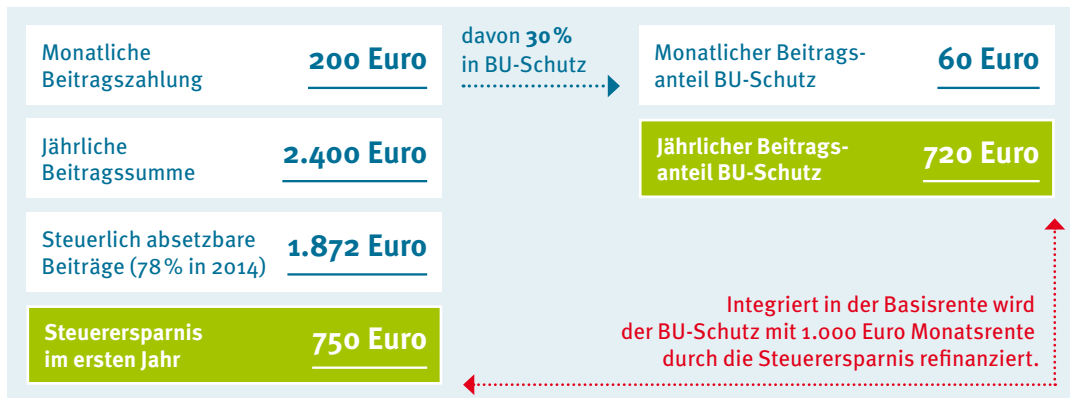 Monatliche
Beitragszahlung
200 Euro
davon 30 %
in BU-Schutz
Monatlicher Beitrags-
anteil BU-Schutz
60 Euro
Jährliche
Beitragssumme
2.400 Euro
Jährlicher Beitrags-
anteil BU-Schutz
720 Euro
Steuerlich absetzbare
Beiträge (78 % in 2014)
1.872 Euro
Steuerersparnis
im ersten Jahr
750 Euro
Integriert in der Basisrente wird
der BU-Schutz mit 1.000 Euro Monatsrente
durch die Steuerersparnis refinanziert.